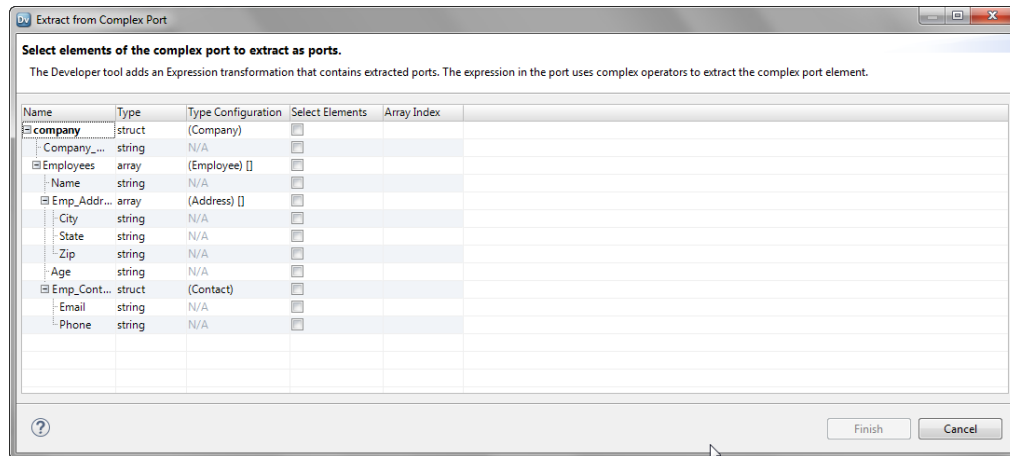 Dv Extract from Complex Port
Select elements of the complex port to extract as ports.
The Developer tool adds an Expression transformation that contains extracted ports. The expression in the port uses complex operators to extract the complex port element.
Name Type Type Configuration Select Elements Array Index
company struct (Company)
Company_... string N/A
Employees array (Employee) []
Name string N/A
Emp_Addr... array (Address) []
City string N/A
State string N/A
Zip string N/A
Age string N/A
Emp_Cont... struct (Contact)
Email string N/A
Phone string N/A
? Finish Cancel